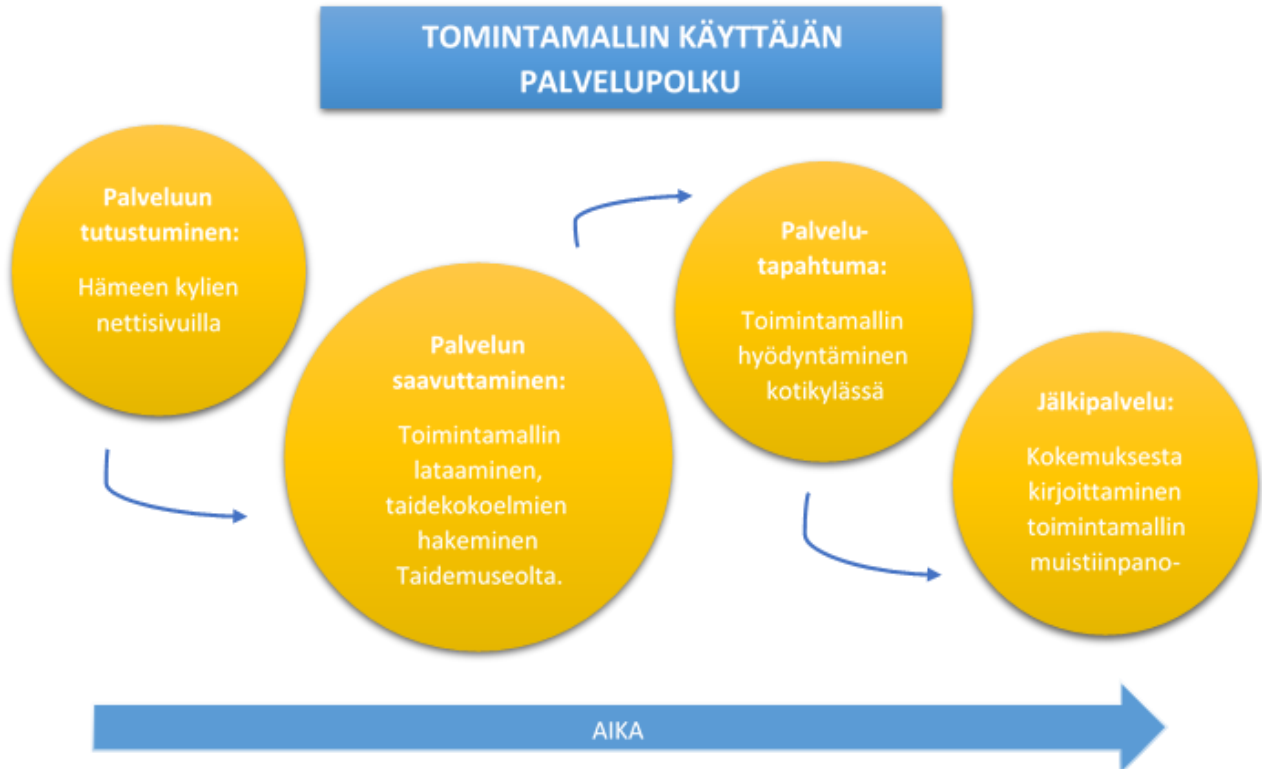 TOMINTAMALLIN KÄYTTÄJÄN
PALVELUPOLKU
Palveluun
tutustuminen:
Hämeen kylien
nettisivuilla
Palvelun
saavuttaminen:
Toimintamallin
lataaminen,
taidekokoelmien
hakeminen
Taidemuseolta.
Palvelu-
tapahtuma:
Toimintamallin
hyödyntäminen
kotikylässä
Jälkipalvelu:
Kokemuksesta
kirjoittaminen
toimintamallin
muistiinpano-
AIKA